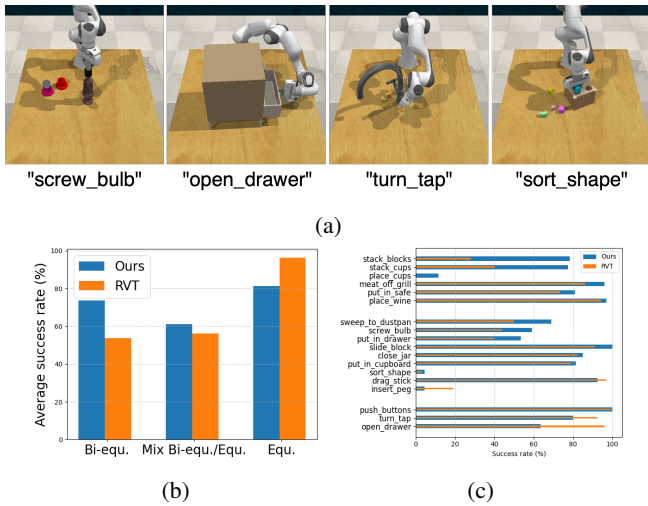 "screw_bulb" "open_drawer" "turn_tap" "sort_shape"
(a)
Average success rate (%)
100
80
60
40
20
0
Ours
RVT
Bi-equ. Mix Bi-equ./Equ. Equ.
(b)
stack_blocks
stack_cups
place_cups
meat_off_grill
put_in_safe
place_wine
sweep_to_dustpan
screw_bulb
put_in_drawer
slide_block
close_jar
put_in_cupboard
sort_shape
drag_stick
insert_peg
push_buttons
turn_tap
open_drawer
Ours
RVT
0 20 40 60 80 100
Success rate (%)
(c)